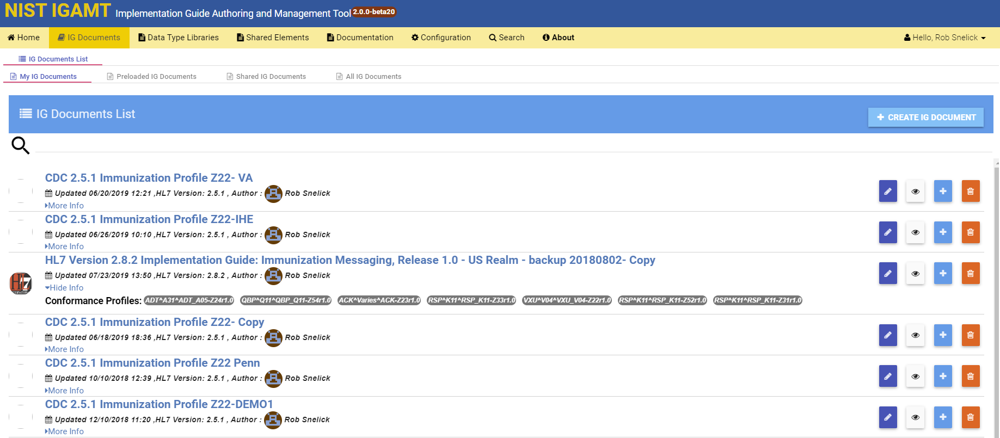 NIST IGAMT Implementation Guide Authoring and Management Tool 2.0.0-beta20
Home IG Documents Data Type Libraries Shared Elements Documentation Configuration Search About Hello, Rob Snelick
IG Documents List
My IG Documents Preloaded IG Documents Shared IG Documents All IG Documents
IG Documents List
CREATE IG DOCUMENT
CDC 2.5.1 Immunization Profile Z22- VA
Updated 06/20/2019 12:21 ,HL7 Version: 2.5.1 , Author : Rob Snelick
More Info
CDC 2.5.1 Immunization Profile Z22-IHE
Updated 06/26/2019 10:10 ,HL7 Version: 2.5.1 , Author : Rob Snelick
More Info
HL7 Version 2.8.2 Implementation Guide: Immunization Messaging, Release 1.0 - US Realm - backup 20180802- Copy
Updated 07/23/2019 13:50 ,HL7 Version: 2.8.2 , Author : Rob Snelick
HL7
Hide Info
Conformance Profiles: ADT^A31^ADT_A05-Z24r1.0 QBP^Q11^QBP_Q11-Z54r1.0 ACK^Varies^ACK-Z23r1.0 RSP^K11^RSP_K11-Z33r1.0 VXU^V04^VXU_V04-Z22r1.0 RSP^K11^RSP_K11-Z52r1.0 RSP^K11^RSP_K11-Z31r1.0
CDC 2.5.1 Immunization Profile Z22- Copy
Updated 06/18/2019 18:36 ,HL7 Version: 2.5.1 , Author : Rob Snelick
More Info
CDC 2.5.1 Immunization Profile Z22 Penn
Updated 10/10/2018 12:39 ,HL7 Version: 2.5.1 , Author : Rob Snelick
More Info
CDC 2.5.1 Immunization Profile Z22-DEMO1
Updated 12/10/2018 11:20 ,HL7 Version: 2.5.1 , Author : Rob Snelick
More Info